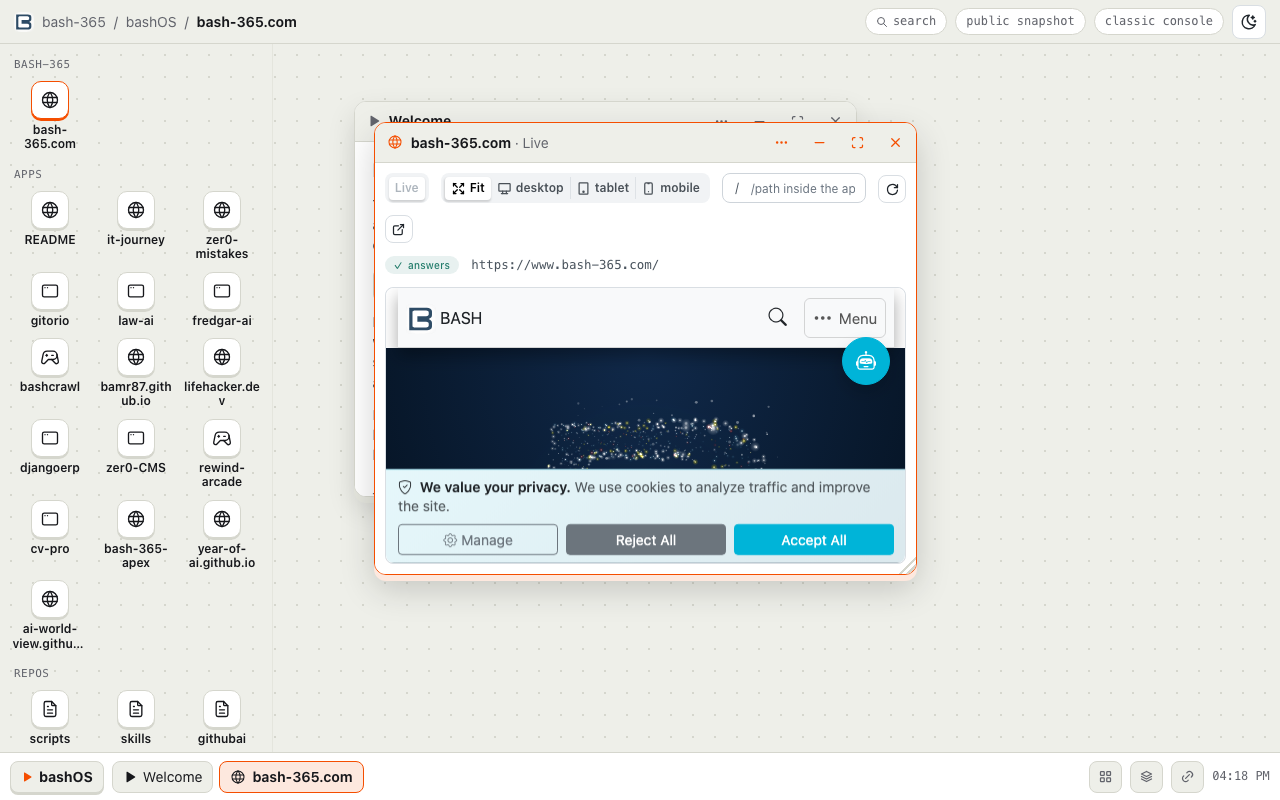 bash-365 / bashOS / bash-365.com
search
public snapshot
classic console
BASH-365
bash-
365.com
APPS
README
it-journey
zer0-
mistakes
gitorio
law-ai
fredgar-ai
bashcrawl
bamr87.gith
ub.io
lifehacker.de
v
djangoerp
zer0-CMS
rewind-
arcade
cv-pro
bash-365-
apex
year-of-
ai.github.io
ai-world-
view.githu...
REPOS
scripts
skills
githubai
Welcome
bash-365.com · Live
Live
Fit
desktop
tablet
mobile
/ /path inside the ap
answers
https://www.bash-365.com/
BASH
Menu
We value your privacy. We use cookies to analyze traffic and improve
the site.
Manage
Reject All
Accept All
bashOS
Welcome
bash-365.com
04:18 PM